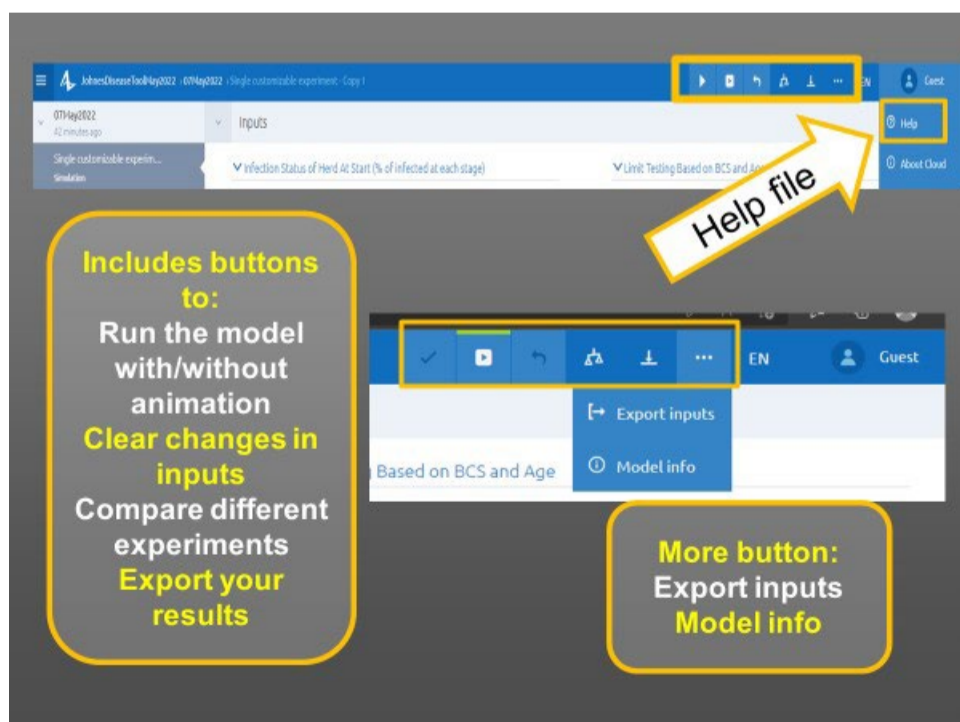 JohnesDiseaseToolMay2022 › 07May2022 › Single customizable experiment - Copy 1
EN
Guest
07May2022
42 minutes ago
Inputs
Help
Single customizable experim...
Simulation
Infection Status of Herd At Start (% of infected at each stage)
Limit Testing Based on BCS and
About Cloud
Help file
Includes buttons
to:
Run the model
with/without
animation
Clear changes in
inputs
Compare different
experiments
Export your
results
EN
Guest
Export inputs
Model info
Based on BCS and Age
More button:
Export inputs
Model info